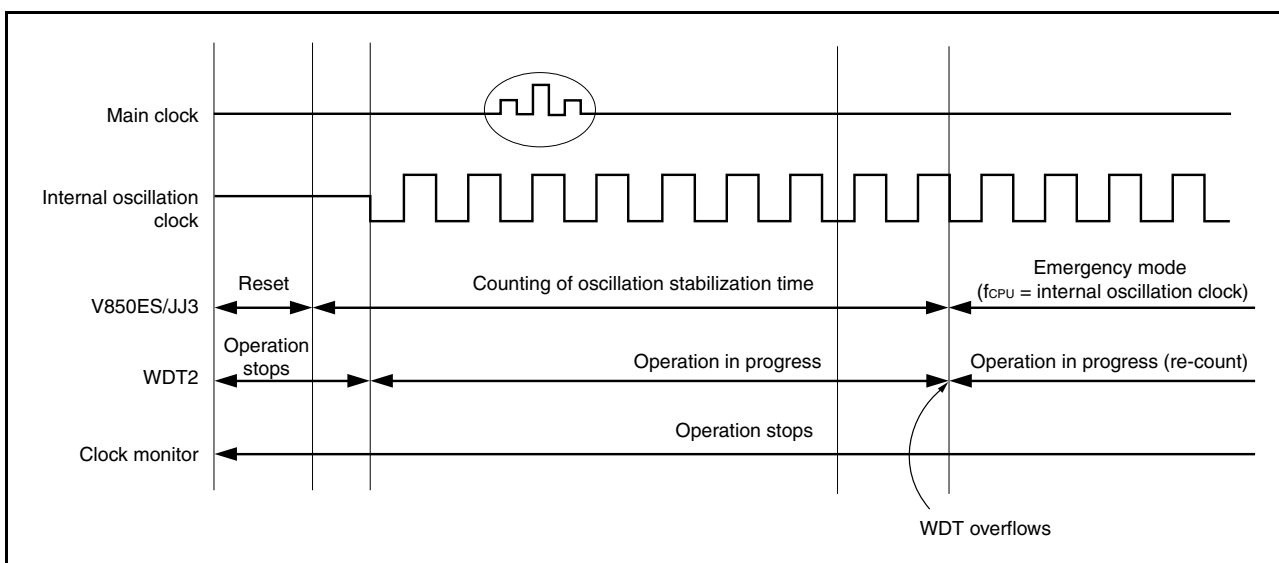 Main clock
Internal oscillation
clock
V850ES/JJ3
Reset
Counting of oscillation stabilization time
Emergency mode
(fCPU = internal oscillation clock)
WDT2
Operation
stops
Operation in progress
Operation in progress (re-count)
Clock monitor
Operation stops
WDT overflows